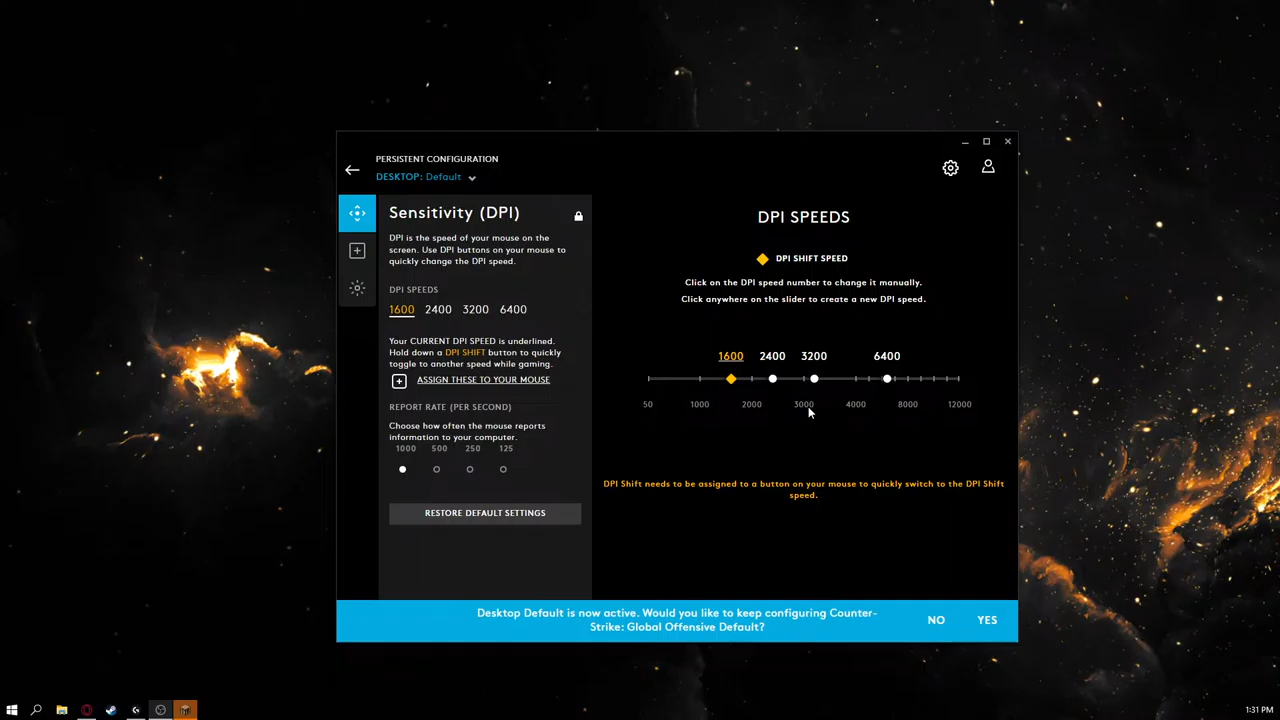 PERSISTENT CONFIGURATION
DESKTOP: Default
Sensitivity (DPI)
DPI is the speed of your mouse on the
screen. Use DPI buttons on your mouse to
quickly change the DPI speed.
DPI SPEEDS
1600 2400 3200 6400
Your CURRENT DPI SPEED is underlined.
Hold down a DPI SHIFT button to quickly
toggle to another speed while gaming.
ASSIGN THESE TO YOUR MOUSE
REPORT RATE (PER SECOND)
Choose how often the mouse reports
information to your computer.
1000 500 250 125
RESTORE DEFAULT SETTINGS
DPI SPEEDS
DPI SHIFT SPEED
Click on the DPI speed number to change it manually.
Click anywhere on the slider to create a new DPI speed.
1600 2400 3200 6400
50 1000 2000 3000 4000 8000 12000
DPI Shift needs to be assigned to a button on your mouse to quickly switch to the DPI Shift
speed.
Desktop Default is now active. Would you like to keep configuring Counter-
Strike: Global Offensive Default?
NO YES
1:31 PM